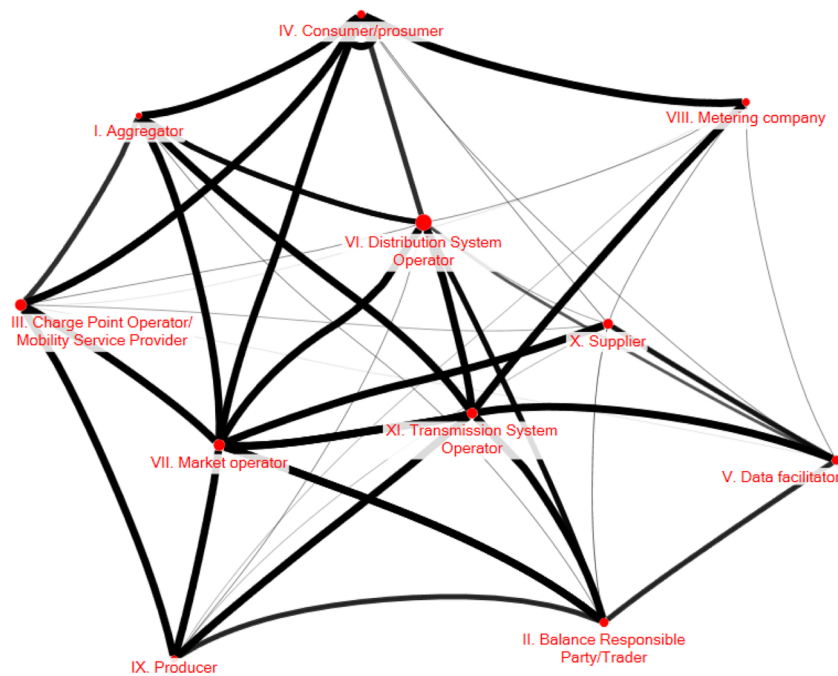 IV. Consumer/prosumer
VIII. Metering company
I. Aggregator
VI. Distribution System
Operator
III. Charge Point Operator/
Mobility Service Provider
X. Supplier
XI. Transmission System
Operator
VII. Market operator
V. Data facilitator
II. Balance Responsible
Party/Trader
IX. Producer